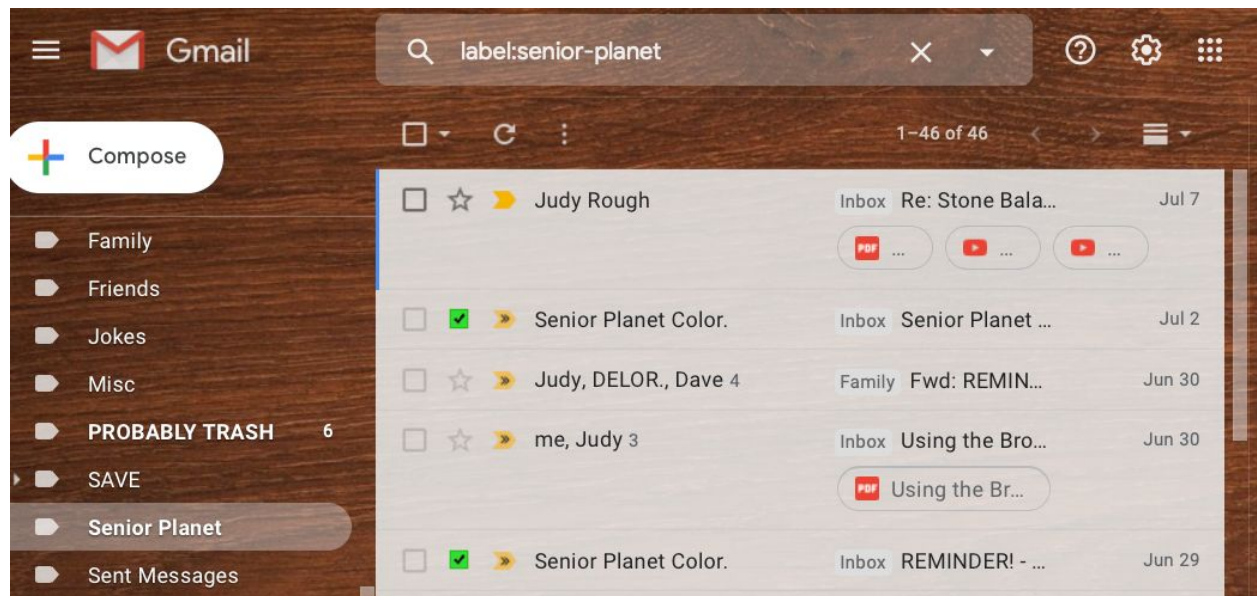 Gmail
label:senior-planet
1–46 of 46
Compose
Family
Friends
Jokes
Misc
PROBABLY TRASH 6
SAVE
Senior Planet
Sent Messages
Judy Rough Inbox Re: Stone Bala... Jul 7
PDF ... ... ...
Senior Planet Color. Inbox Senior Planet ... Jul 2
Judy, DELOR., Dave 4 Family Fwd: REMIN... Jun 30
me, Judy 3 Inbox Using the Bro... Jun 30
PDF Using the Br...
Senior Planet Color. Inbox REMINDER! - ... Jun 29